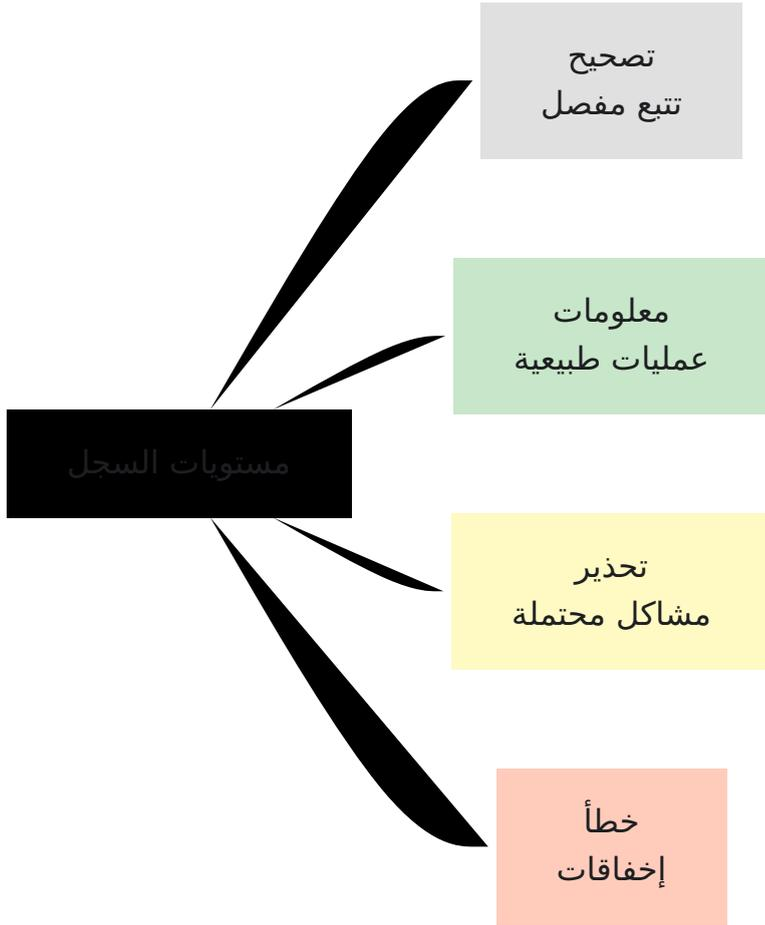 تصحيح
تتبع مفصل
معلومات
عمليات طبيعية
مستويات السجل
تحذير
مشاكل محتملة
خطأ
إخفاقات